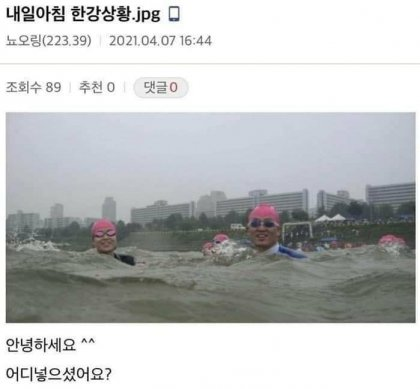 내일아침 한강상황.jpg
뇨오링(223.39) | 2021.04.07 16:44
조회수 89 | 추천 0 | 댓글 0
안녕하세요 ^^
어디넣으셨어요?